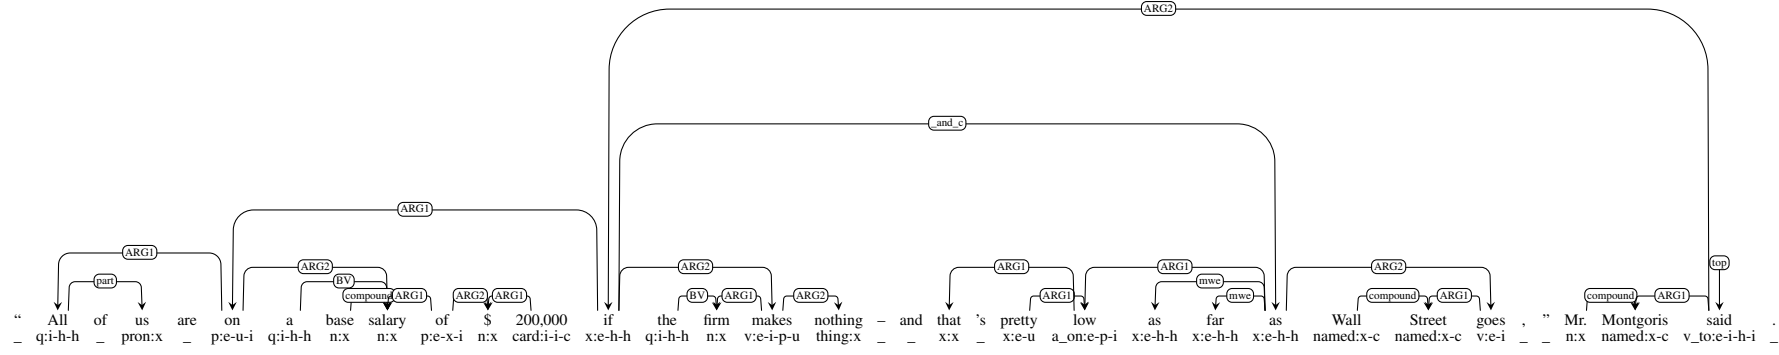 ARG2
_and_c
ARG1
ARG1 ARG2 ARG2 ARG1 ARG1 ARG2 top
part BV mwe
compound ARG1 ARG2 ARG1 BV ARG1 ARG2 ARG1 mwe compound ARG1 compound ARG1
“ All of us are on a base salary of $ 200,000 if the firm makes nothing – and that 's pretty low as far as Wall Street goes , ” Mr. Montgoris said .
_ q:i-h-h _ pron:x _ p:e-u-i q:i-h-h n:x n:x p:e-x-i n:x card:i-i-c x:e-h-h q:i-h-h n:x v:e-i-p-u thing:x _ _ x:x _ x:e-u a_on:e-p-i x:e-h-h x:e-h-h x:e-h-h named:x-c named:x-c v:e-i _ _ n:x named:x-c v_to:e-i-h-i _